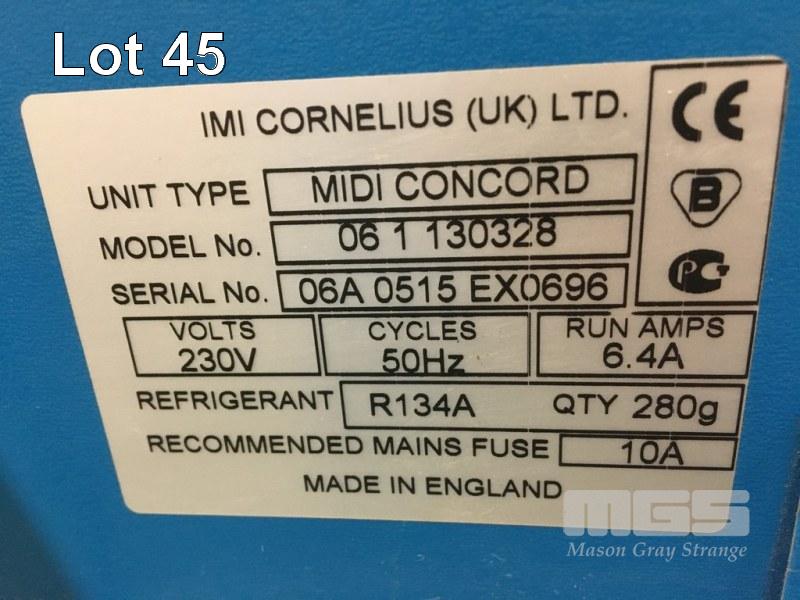 Lot 45
IMI CORNELIUS (UK) LTD.
CE
UNIT TYPE MIDI CONCORD
B
MODEL No. 06 1 130328
SERIAL No. 06A 0515 EX0696
VOLTS CYCLES RUN AMPS
230V 50Hz 6.4A
REFRIGERANT R134A QTY 280g
RECOMMENDED MAINS FUSE 10A
MADE IN ENGLAND
MGS
Mason Gray Strange